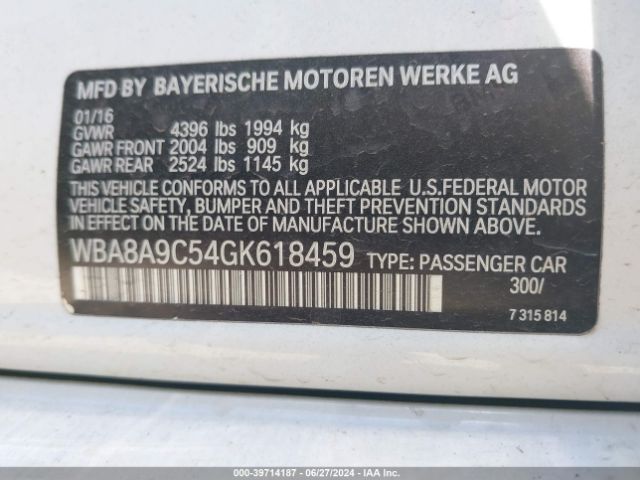 MFD BY BAYERISCHE MOTOREN WERKE AG
01/16
GVWR 4396 lbs 1994 kg
GAWR FRONT 2004 lbs 909 kg
GAWR REAR 2524 lbs 1145 kg
THIS VEHICLE CONFORMS TO ALL APPLICABLE U.S.FEDERAL MOTOR
VEHICLE SAFETY, BUMPER AND THEFT PREVENTION STANDARDS
IN EFFECT ON THE DATE OF MANUFACTURE SHOWN ABOVE.
WBA8A9C54GK618459 TYPE: PASSENGER CAR
300/
7 315 814
000-39714187 - 06/27/2024 - IAA Inc.